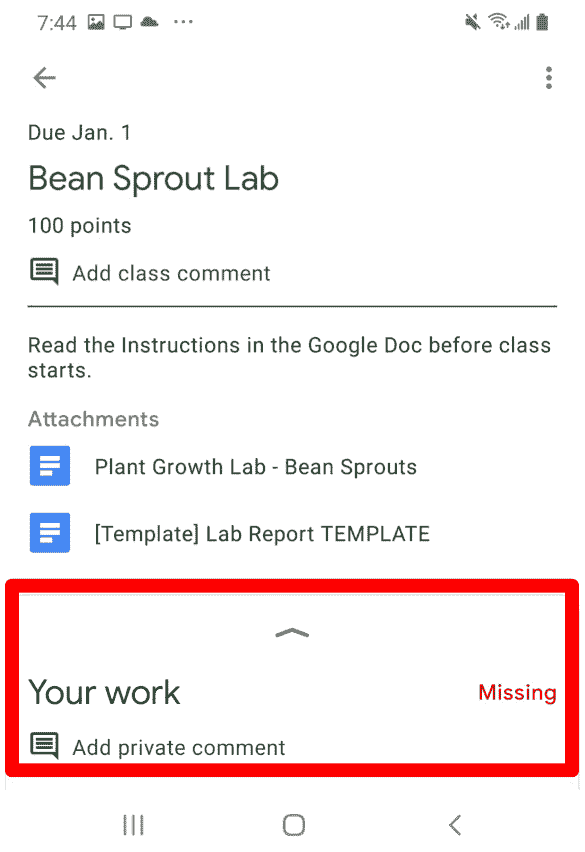 7:44
Due Jan. 1
Bean Sprout Lab
100 points
Add class comment
Read the Instructions in the Google Doc before class
starts.
Attachments
Plant Growth Lab - Bean Sprouts
[Template] Lab Report TEMPLATE
Your work
Missing
Add private comment